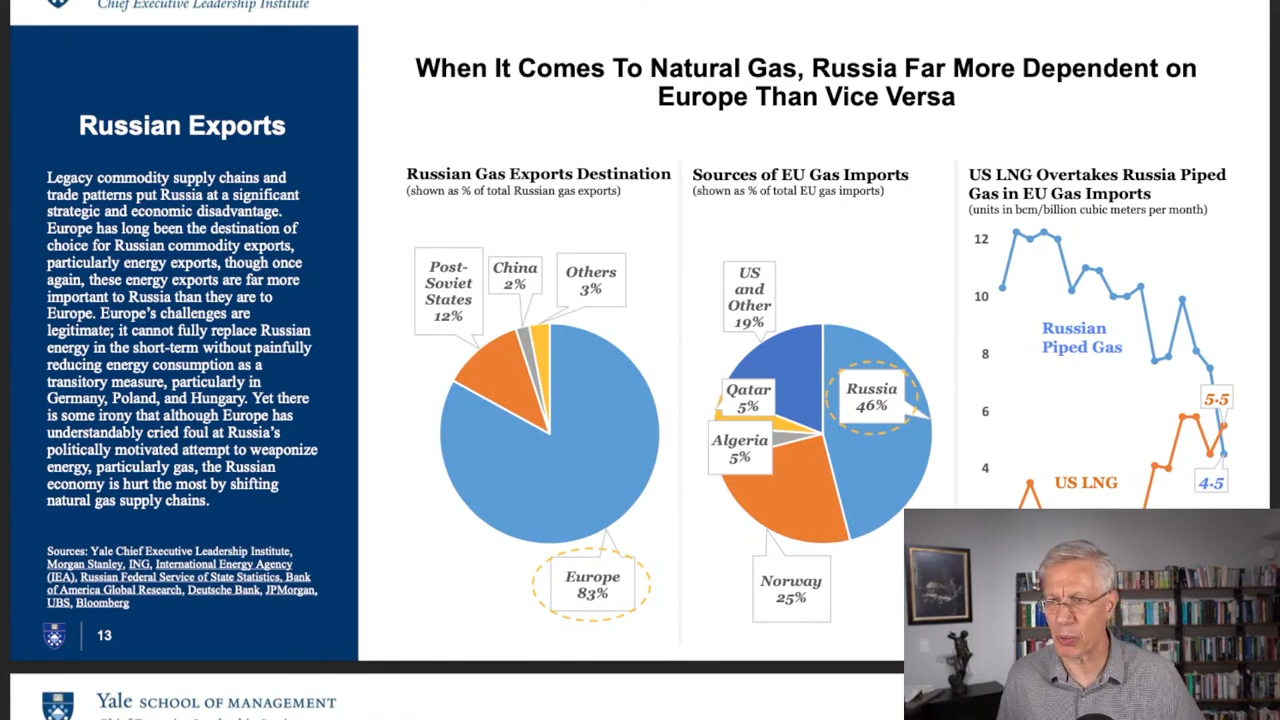 Chief Executive Leadership Institute
Russian Exports
Legacy commodity supply chains and
trade patterns put Russia at a significant
strategic and economic disadvantage.
Europe has long been the destination of
choice for Russian commodity exports,
particularly energy exports, though once
again, these energy exports are far more
important to Russia than they are to
Europe. Europe's challenges are
legitimate; it cannot fully replace Russian
energy in the short-term without painfully
reducing energy consumption as a
transitory measure, particularly in
Germany, Poland, and Hungary. Yet there
is some irony that although Europe has
understandably cried foul at Russia's
politically motivated attempt to weaponize
energy, particularly gas, the Russian
economy is hurt the most by shifting
natural gas supply chains.
Sources: Yale Chief Executive Leadership Institute,
Morgan Stanley, ING, International Energy Agency
(IEA), Russian Federal Service of State Statistics, Bank
of America Global Research, Deutsche Bank, JPMorgan,
UBS, Bloomberg
13
When It Comes To Natural Gas, Russia Far More Dependent on
Europe Than Vice Versa
Russian Gas Exports Destination
(shown as % of total Russian gas exports)
Post-
Soviet
States
12%
China
2%
Others
3%
Europe
83%
Sources of EU Gas Imports
(shown as % of total EU gas imports)
US
and
Other
19%
Qatar
5%
Algeria
5%
Russia
46%
Norway
25%
US LNG Overtakes Russia Piped
Gas in EU Gas Imports
(units in bcm/billion cubic meters per month)
12
10
8
6
4
Russian
Piped Gas
5.5
US LNG
4.5
Yale SCHOOL OF MANAGEMENT